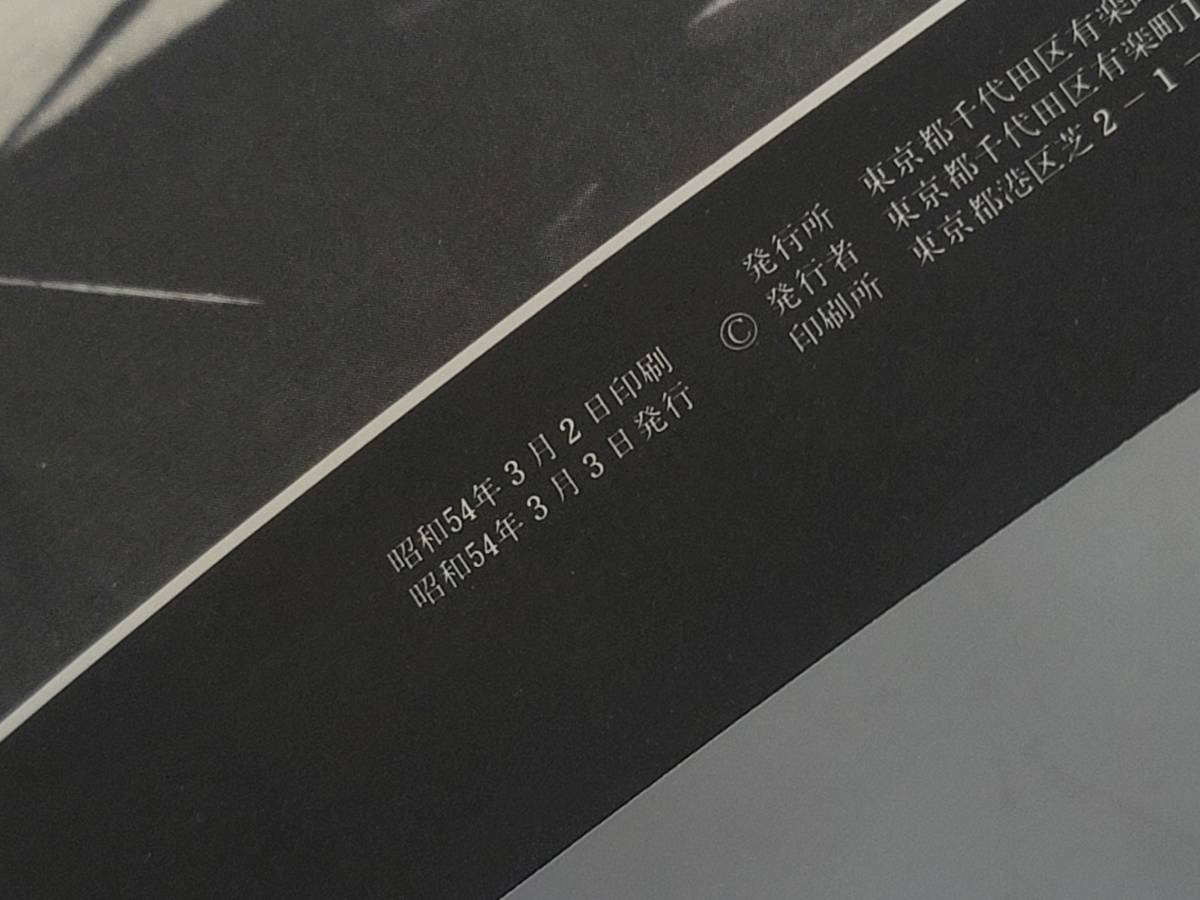 昭和54年3月2日印刷
昭和54年3月3日発行
発行所 東京都千代田区有楽町
© 発行者 東京都千代田区有楽町1
印刷所 東京都港区芝2-1-